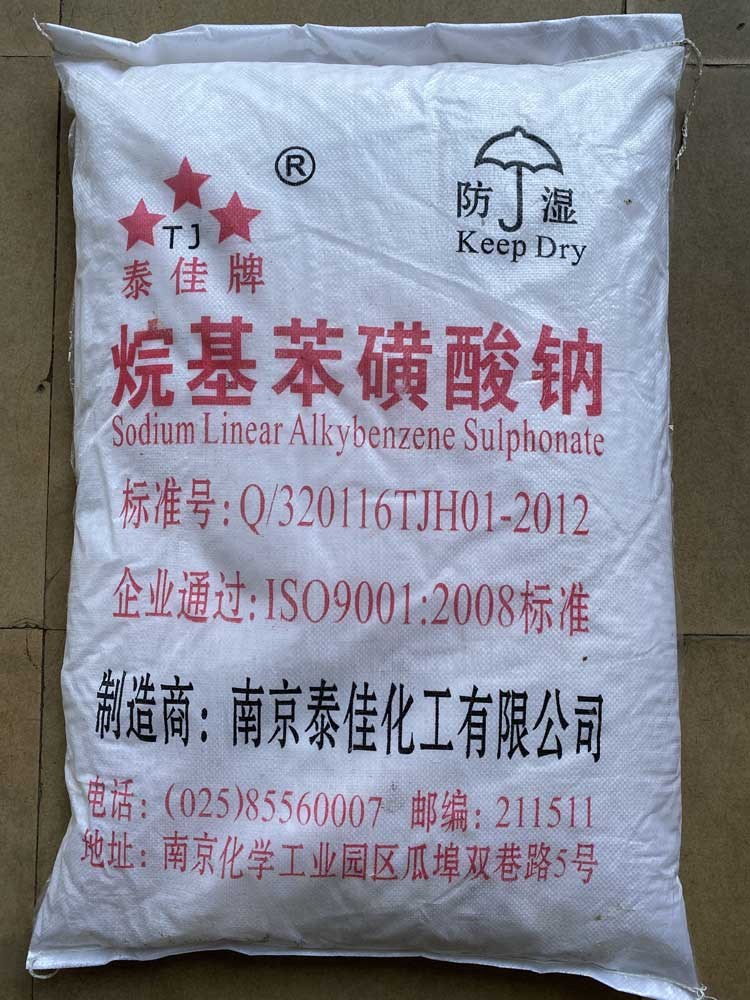 ®
TJ
泰佳牌
防湿
Keep Dry
烷基苯磺酸钠
Sodium Linear Alkybenzene Sulphonate
标准号:Q/320116TJH01-2012
企业通过:ISO9001:2008标准
制造商:南京泰佳化工有限公司
电话:(025)85560007 邮编:211511
地址:南京化学工业园区瓜埠双巷路5号